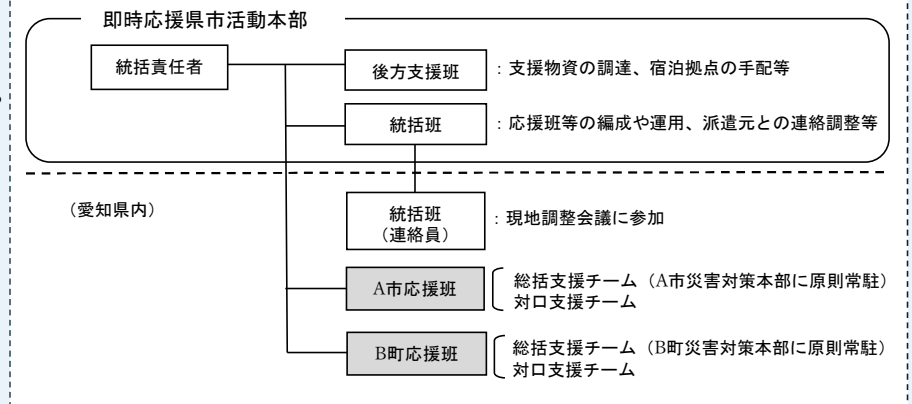 即時応援県市活動本部
統括責任者
後方支援班
：支援物資の調達、宿泊拠点の手配等
統括班
：応援班等の編成や運用、派遣元との連絡調整等
（愛知県内）
統括班
（連絡員）
：現地調整会議に参加
A市応援班
総括支援チーム（A市災害対策本部に原則常駐）
対口支援チーム
B町応援班
総括支援チーム（B町災害対策本部に原則常駐）
対口支援チーム